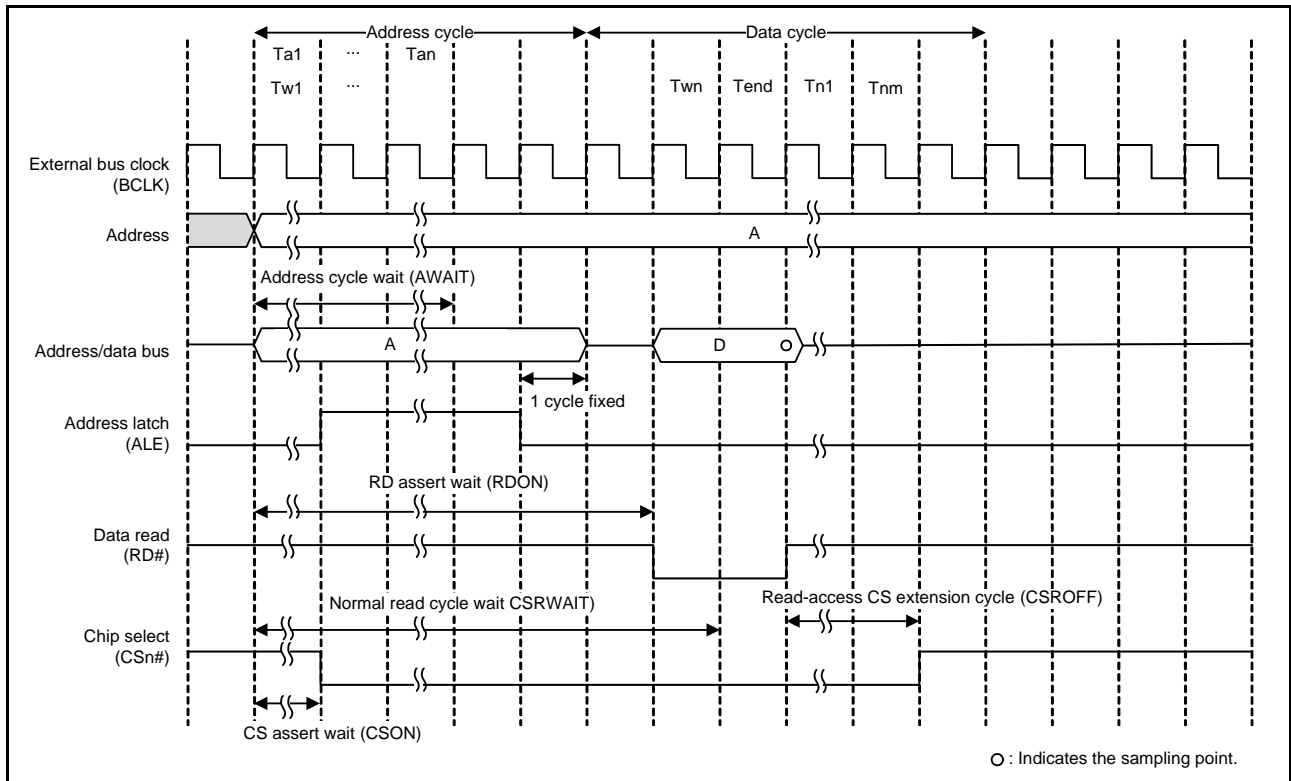 Address cycle
Data cycle
Ta1 ... Tan
Tw1 ... Twn Tend Tn1 Tnm
External bus clock
(BCLK)
Address
A
Address cycle wait (AWAIT)
Address/data bus
A
D
1 cycle fixed
Address latch
(ALE)
RD assert wait (RDON)
Data read
(RD#)
Normal read cycle wait CSRWAIT)
Read-access CS extension cycle (CSROFF)
Chip select
(CSn#)
CS assert wait (CSON)
: Indicates the sampling point.